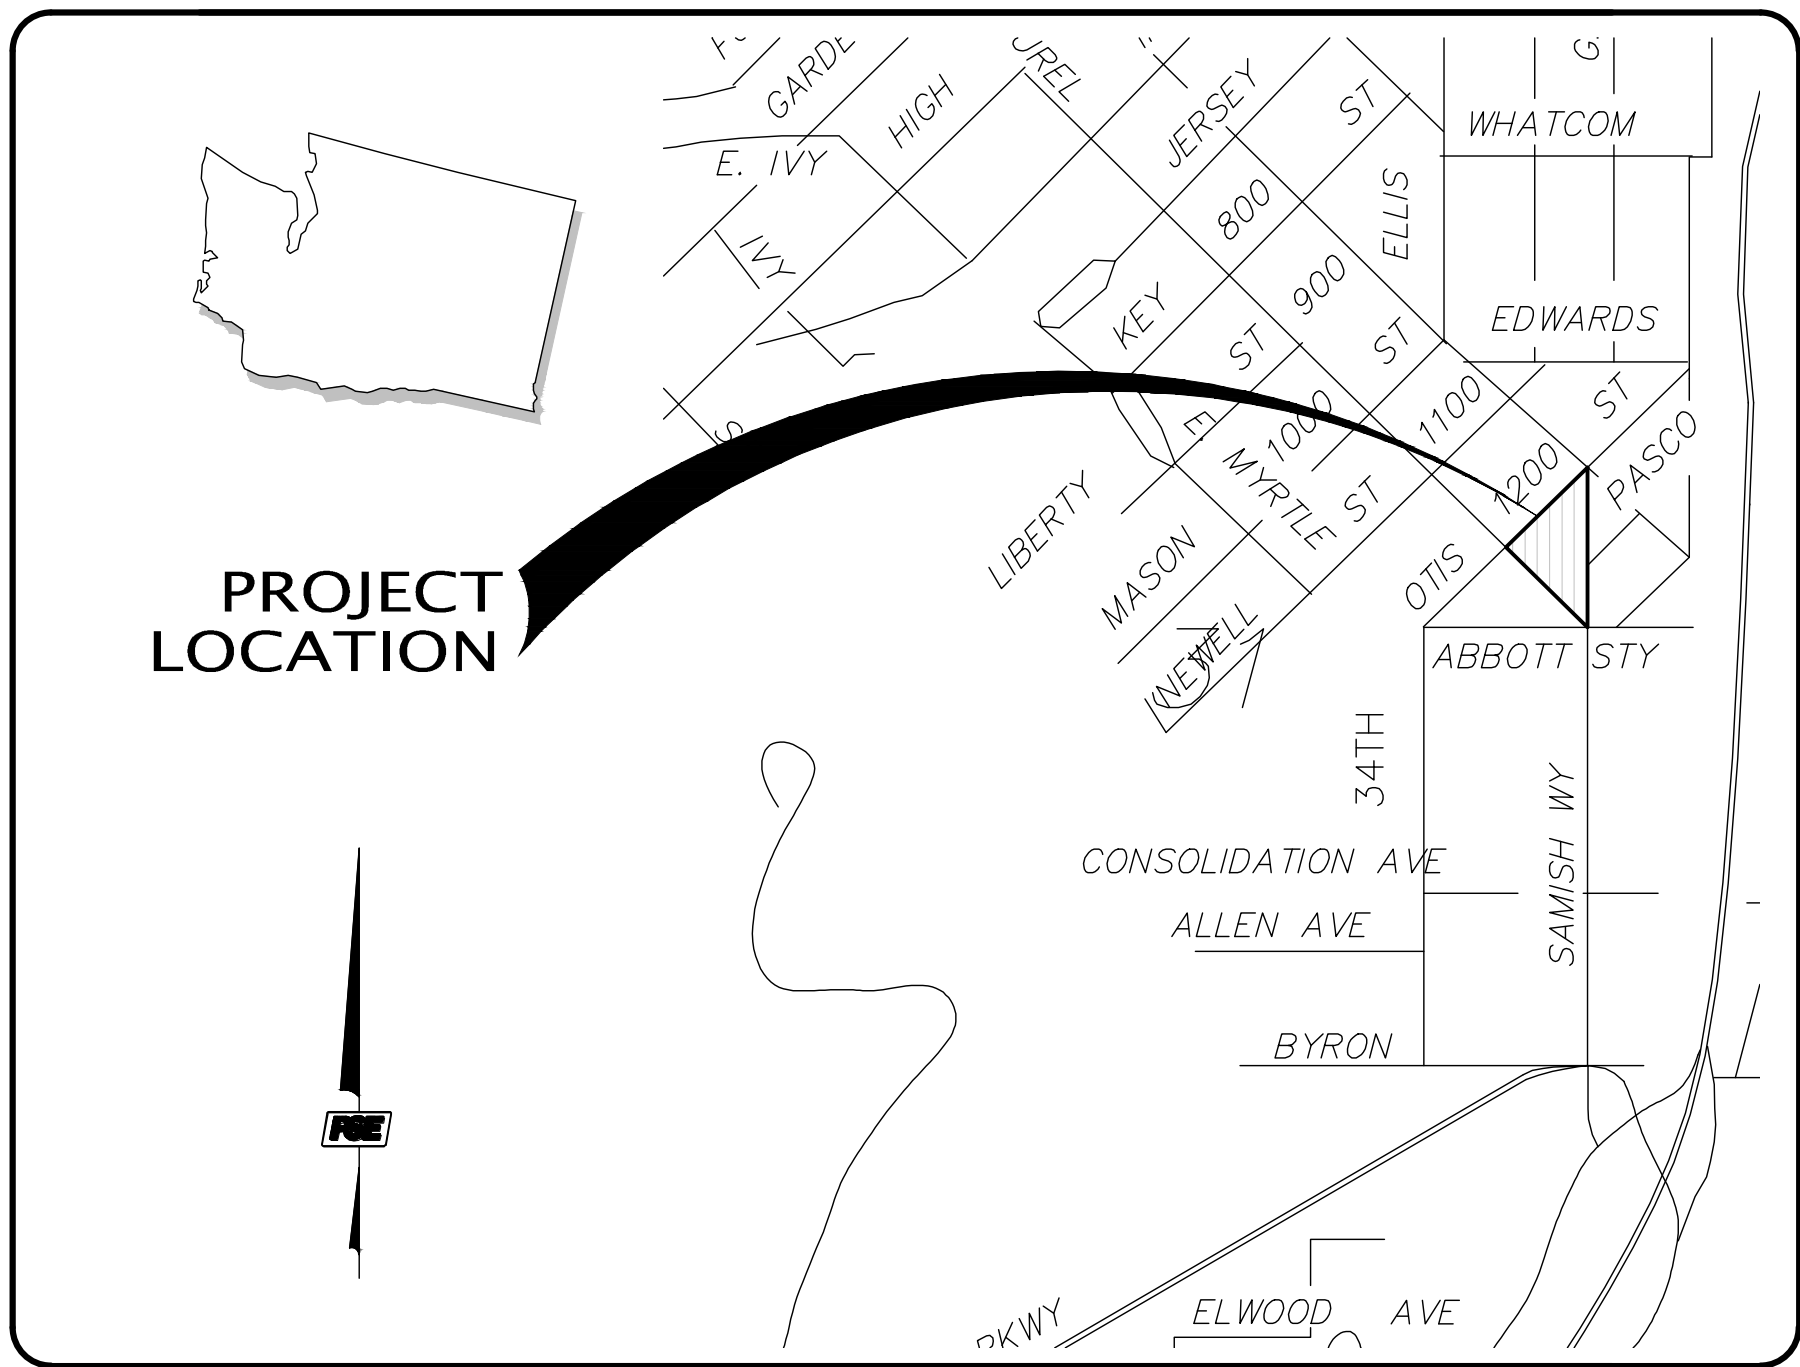 GARDE
HIGH
UREL
JERSEY
ST
WHATCOM
G
E. IVY
IVY
800
ELLIS
900
KEY
EDWARDS
ST
ST
ST
1000
1100
PASCO
S
E.
MYRTLE
1200
ST
LIBERTY
MASON
OTIS
NEWELL
ABBOTT STY
PROJECT
LOCATION
34TH
SAMISH WY
CONSOLIDATION AVE
ALLEN AVE
BYRON
PSE
ELWOOD AVE
PKWY